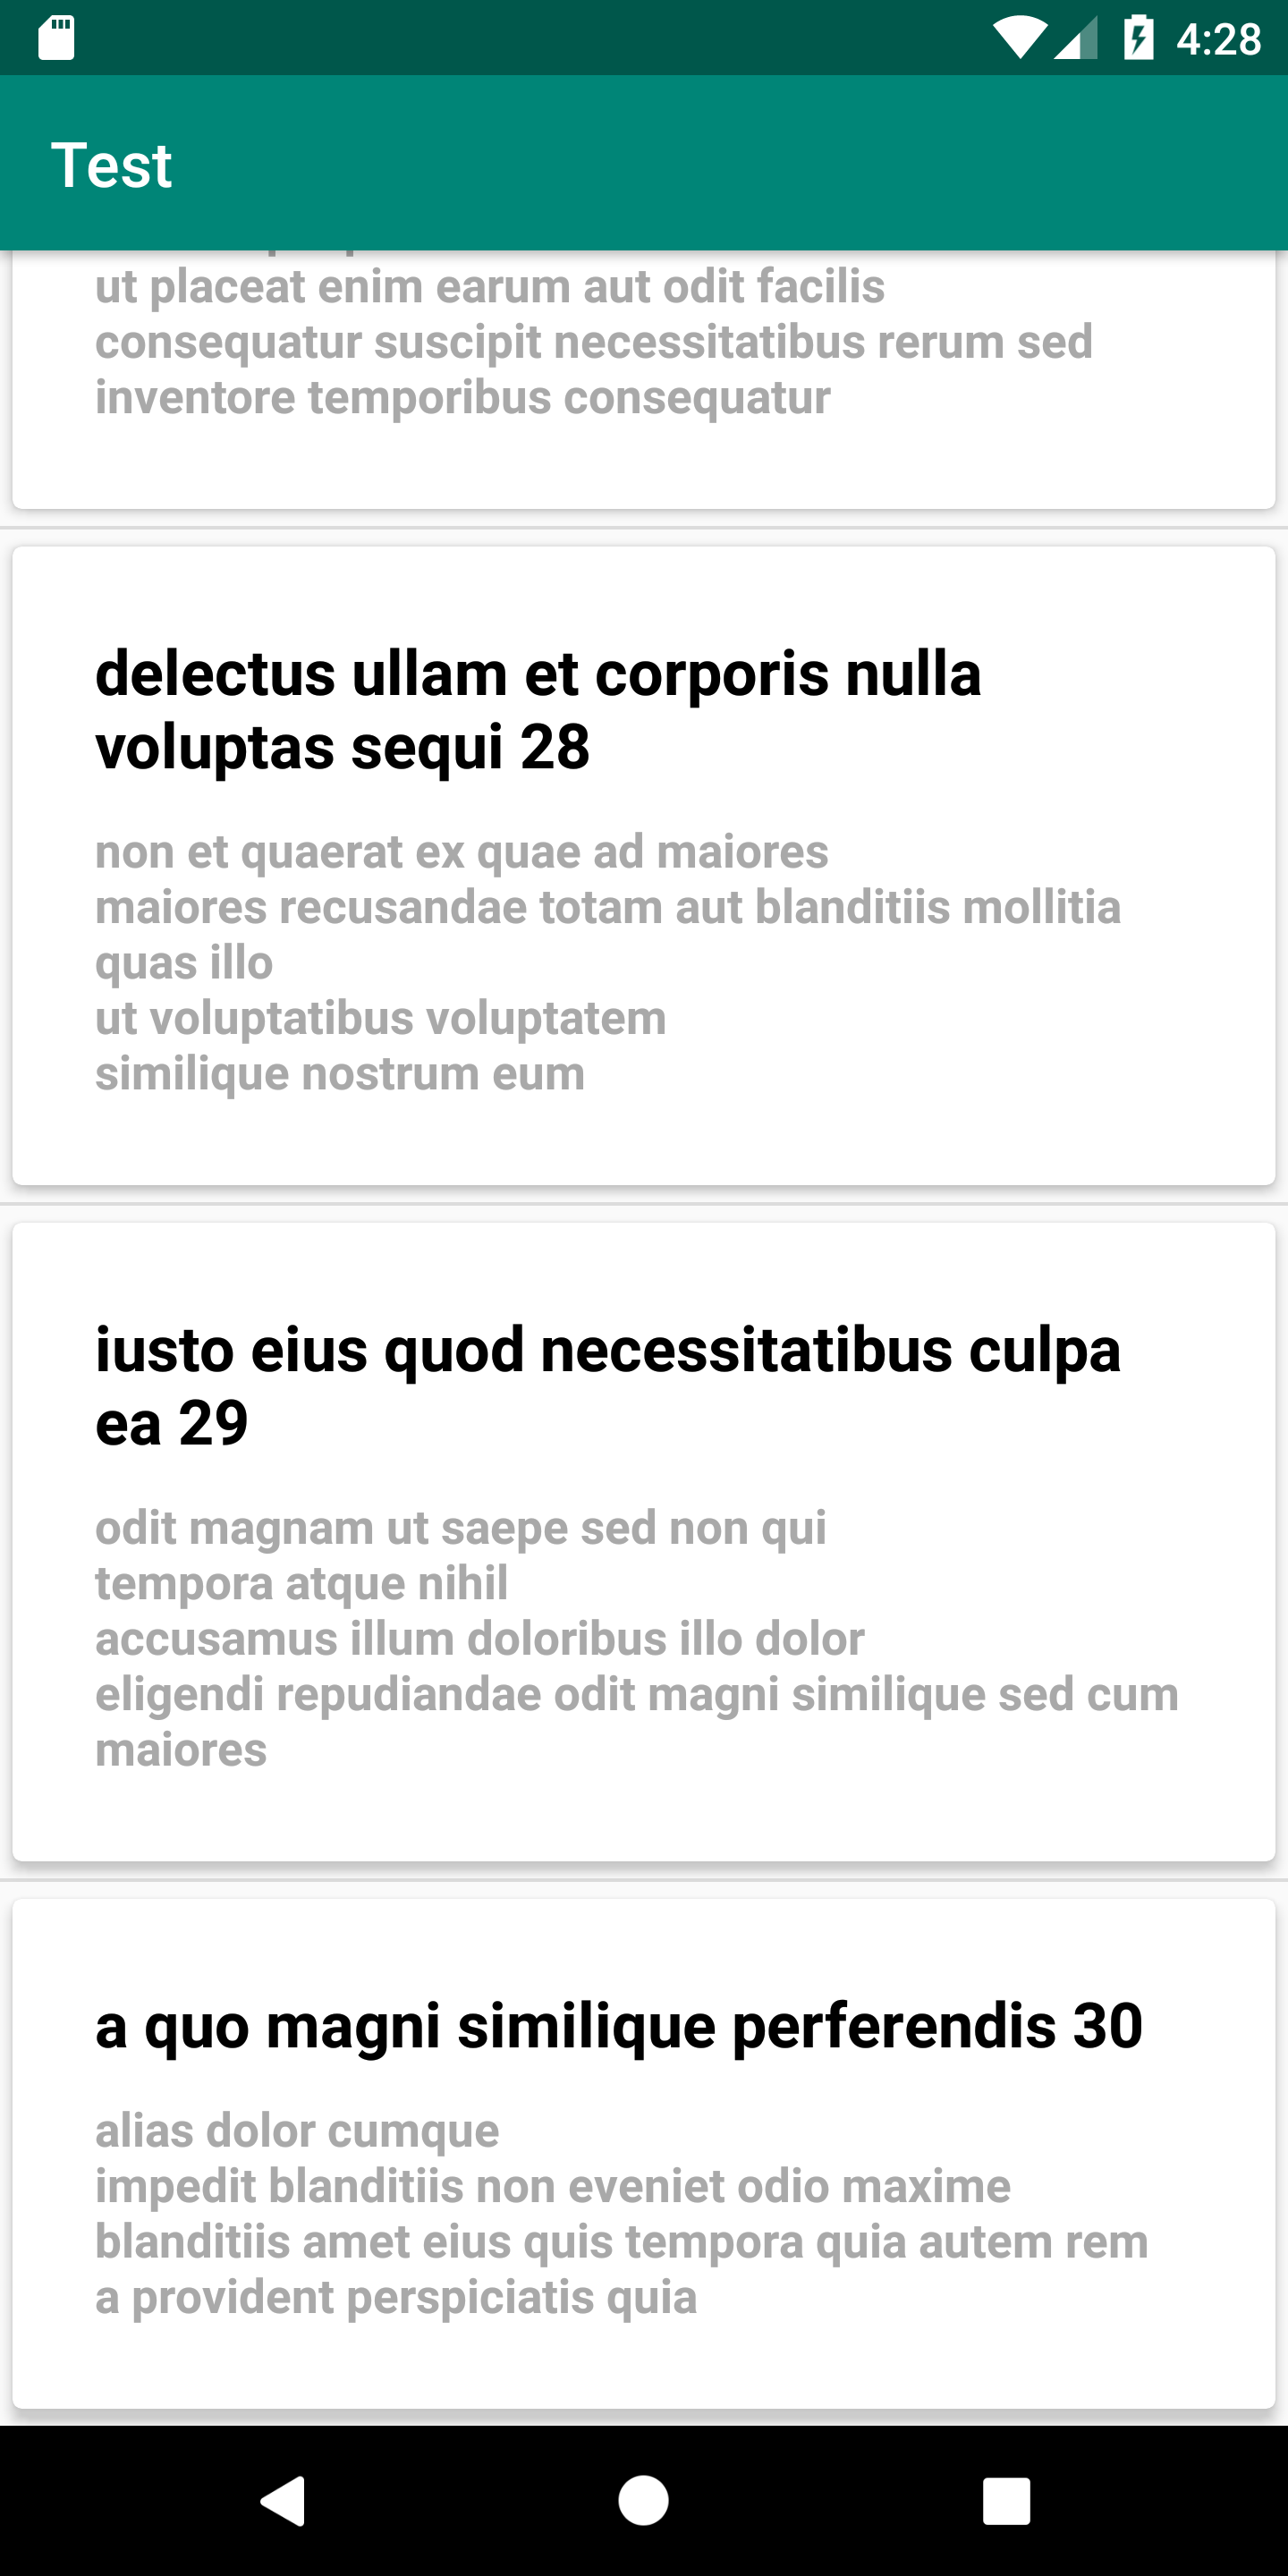 4:28
Test
ut placeat enim earum aut odit facilis
consequatur suscipit necessitatibus rerum sed
inventore temporibus consequatur
delectus ullam et corporis nulla
voluptas sequi 28
non et quaerat ex quae ad maiores
maiores recusandae totam aut blanditiis mollitia
quas illo
ut voluptatibus voluptatem
similique nostrum eum
iusto eius quod necessitatibus culpa
ea 29
odit magnam ut saepe sed non qui
tempora atque nihil
accusamus illum doloribus illo dolor
eligendi repudiandae odit magni similique sed cum
maiores
a quo magni similique perferendis 30
alias dolor cumque
impedit blanditiis non eveniet odio maxime
blanditiis amet eius quis tempora quia autem rem
a provident perspiciatis quia